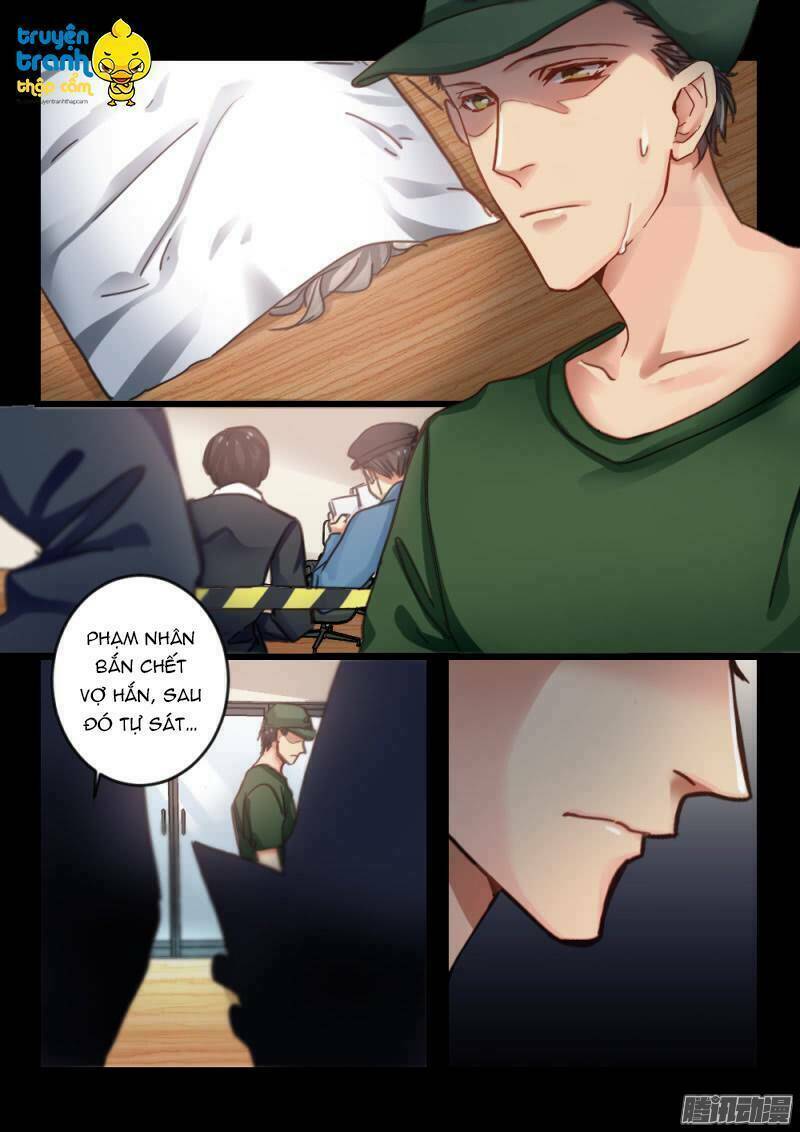 truyện
tranh
thập cẩm
PHẠM NHÂN
BẮN CHẾT
VỢ HẮN, SAU
ĐÓ TỰ SÁT...
腾讯动漫